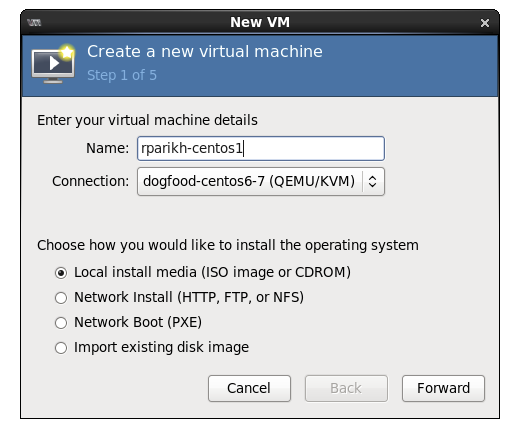 New VM
Create a new virtual machine
Step 1 of 5
Enter your virtual machine details
Name: rparikh-centos1
Connection: dogfood-centos6-7 (QEMU/KVM)
Choose how you would like to install the operating system
Local install media (ISO image or CDROM)
Network Install (HTTP, FTP, or NFS)
Network Boot (PXE)
Import existing disk image
Cancel Back Forward